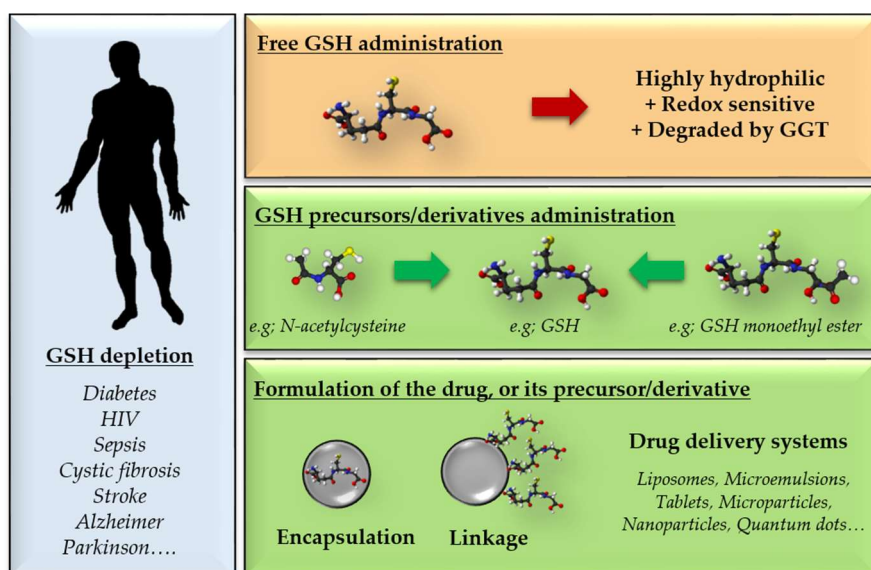 GSH depletion
Diabetes
HIV
Sepsis
Cystic fibrosis
Stroke
Alzheimer
Parkinson….
Free GSH administration
Highly hydrophilic
+ Redox sensitive
+ Degraded by GGT
GSH precursors/derivatives administration
e.g; N-acetylcysteine
e.g; GSH
e.g; GSH monoethyl ester
Formulation of the drug, or its precursor/derivative
Encapsulation
Linkage
Drug delivery systems
Liposomes, Microemulsions,
Tablets, Microparticles,
Nanoparticles, Quantum dots…